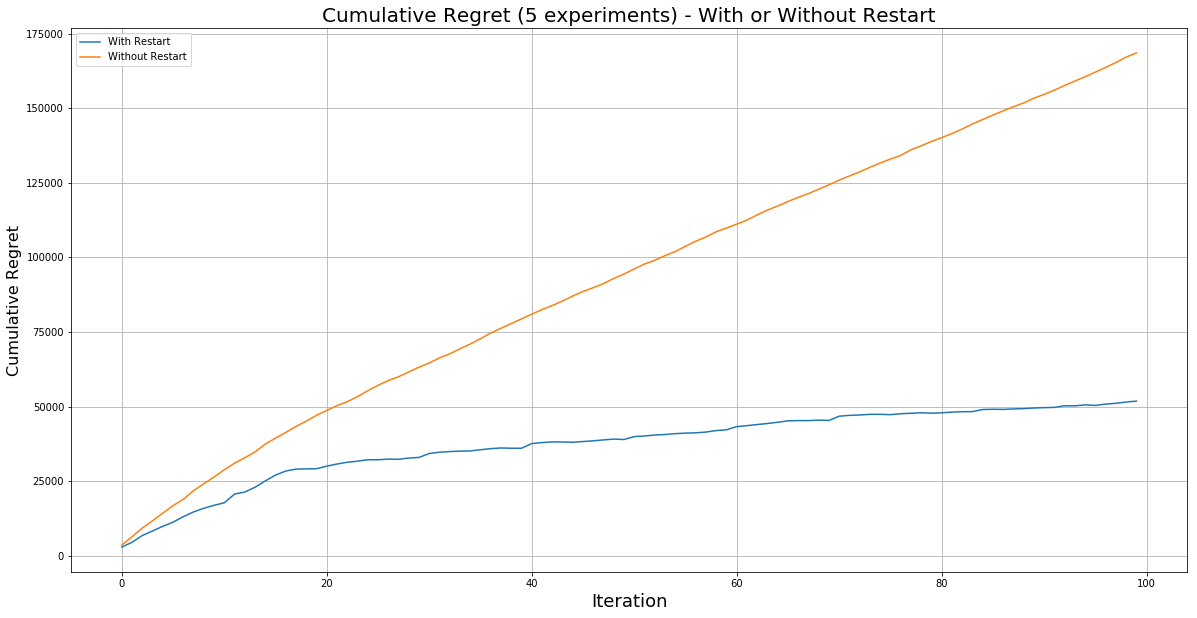 Cumulative Regret (5 experiments) - With or Without Restart
With Restart
Without Restart
175000
150000
125000
100000
75000
50000
25000
0
Cumulative Regret
0
20
40
60
80
100
Iteration